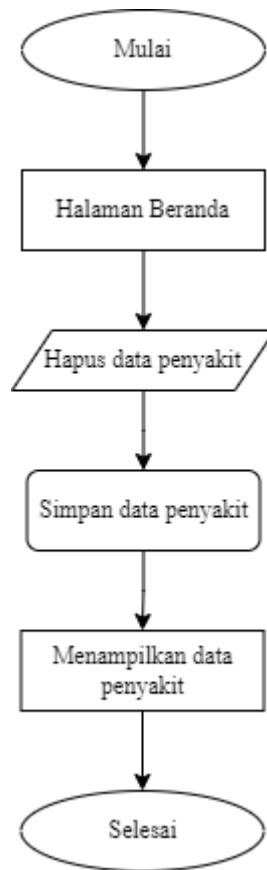 Mulai
Halaman Beranda
Hapus data penyakit
Simpan data penyakit
Menampilkan data
penyakit
Selesai